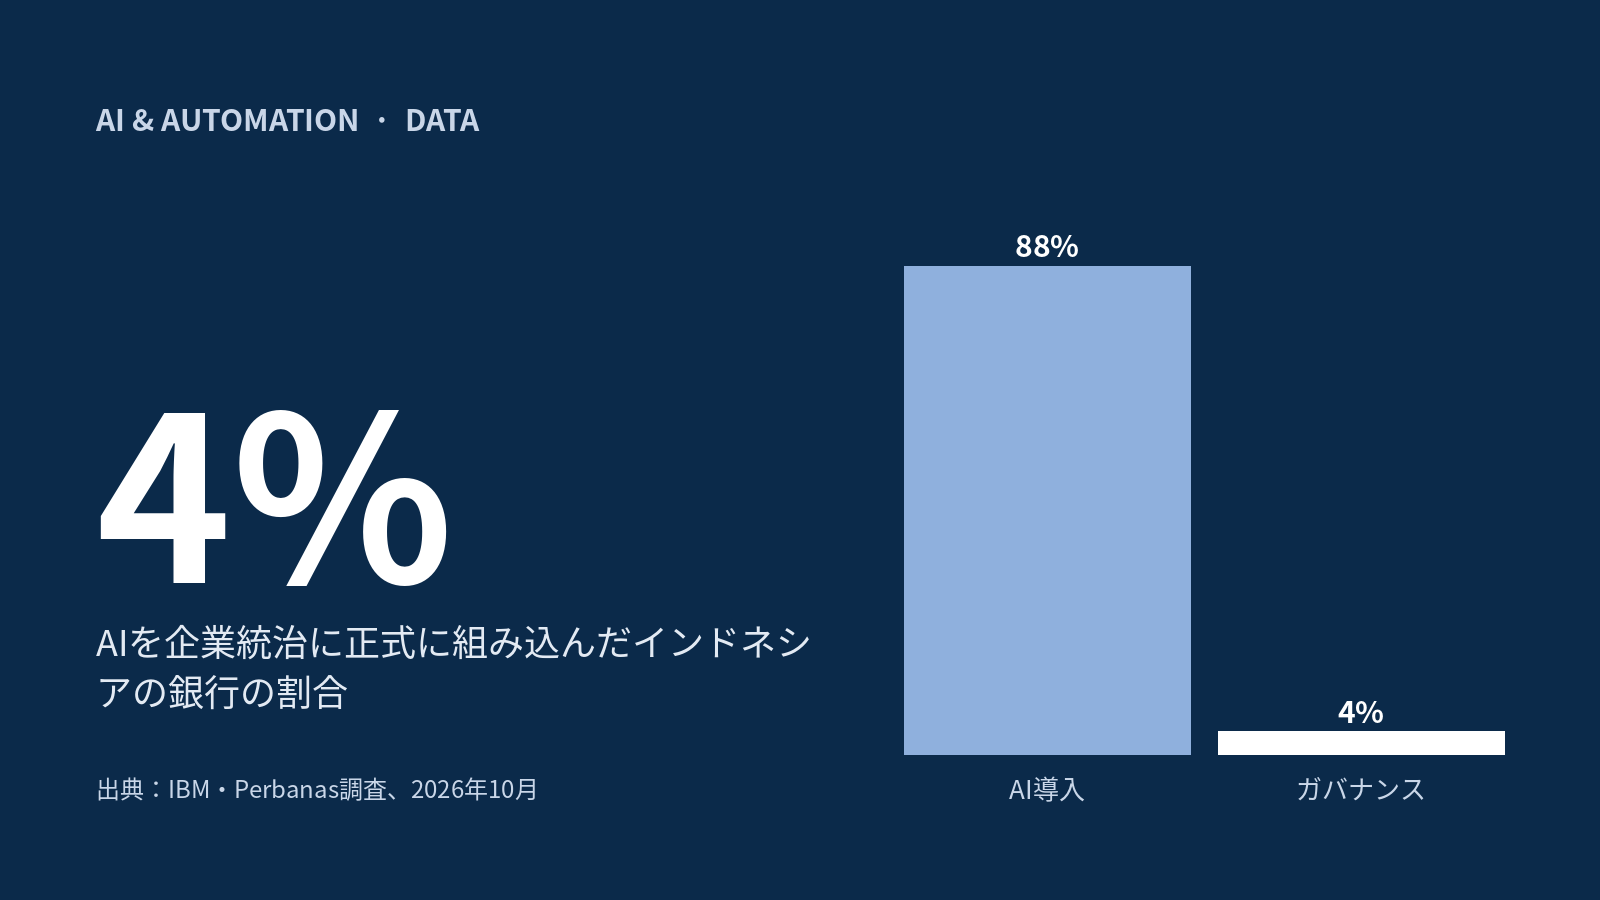 AI & AUTOMATION · DATA
4%
AIを企業統治に正式に組み込んだインドネシ
アの銀行の割合
出典：IBM・Perbanas調査、2026年10月
88%
4%
AI導入
ガバナンス